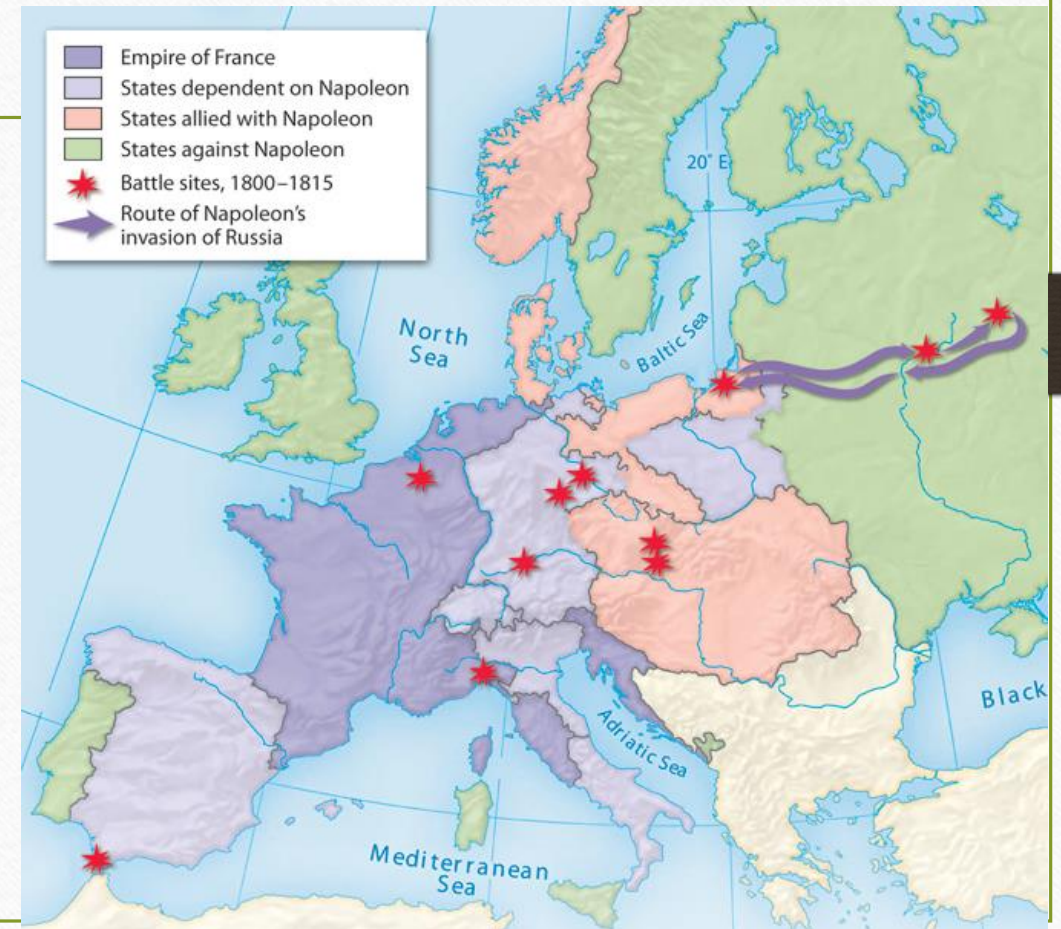 Empire of France
States dependent on Napoleon
States allied with Napoleon
States against Napoleon
Battle sites, 1800–1815
Route of Napoleon's
invasion of Russia
20° E
North
Sea
Baltic Sea
Adriatic Sea
Black
Mediterranean
Sea